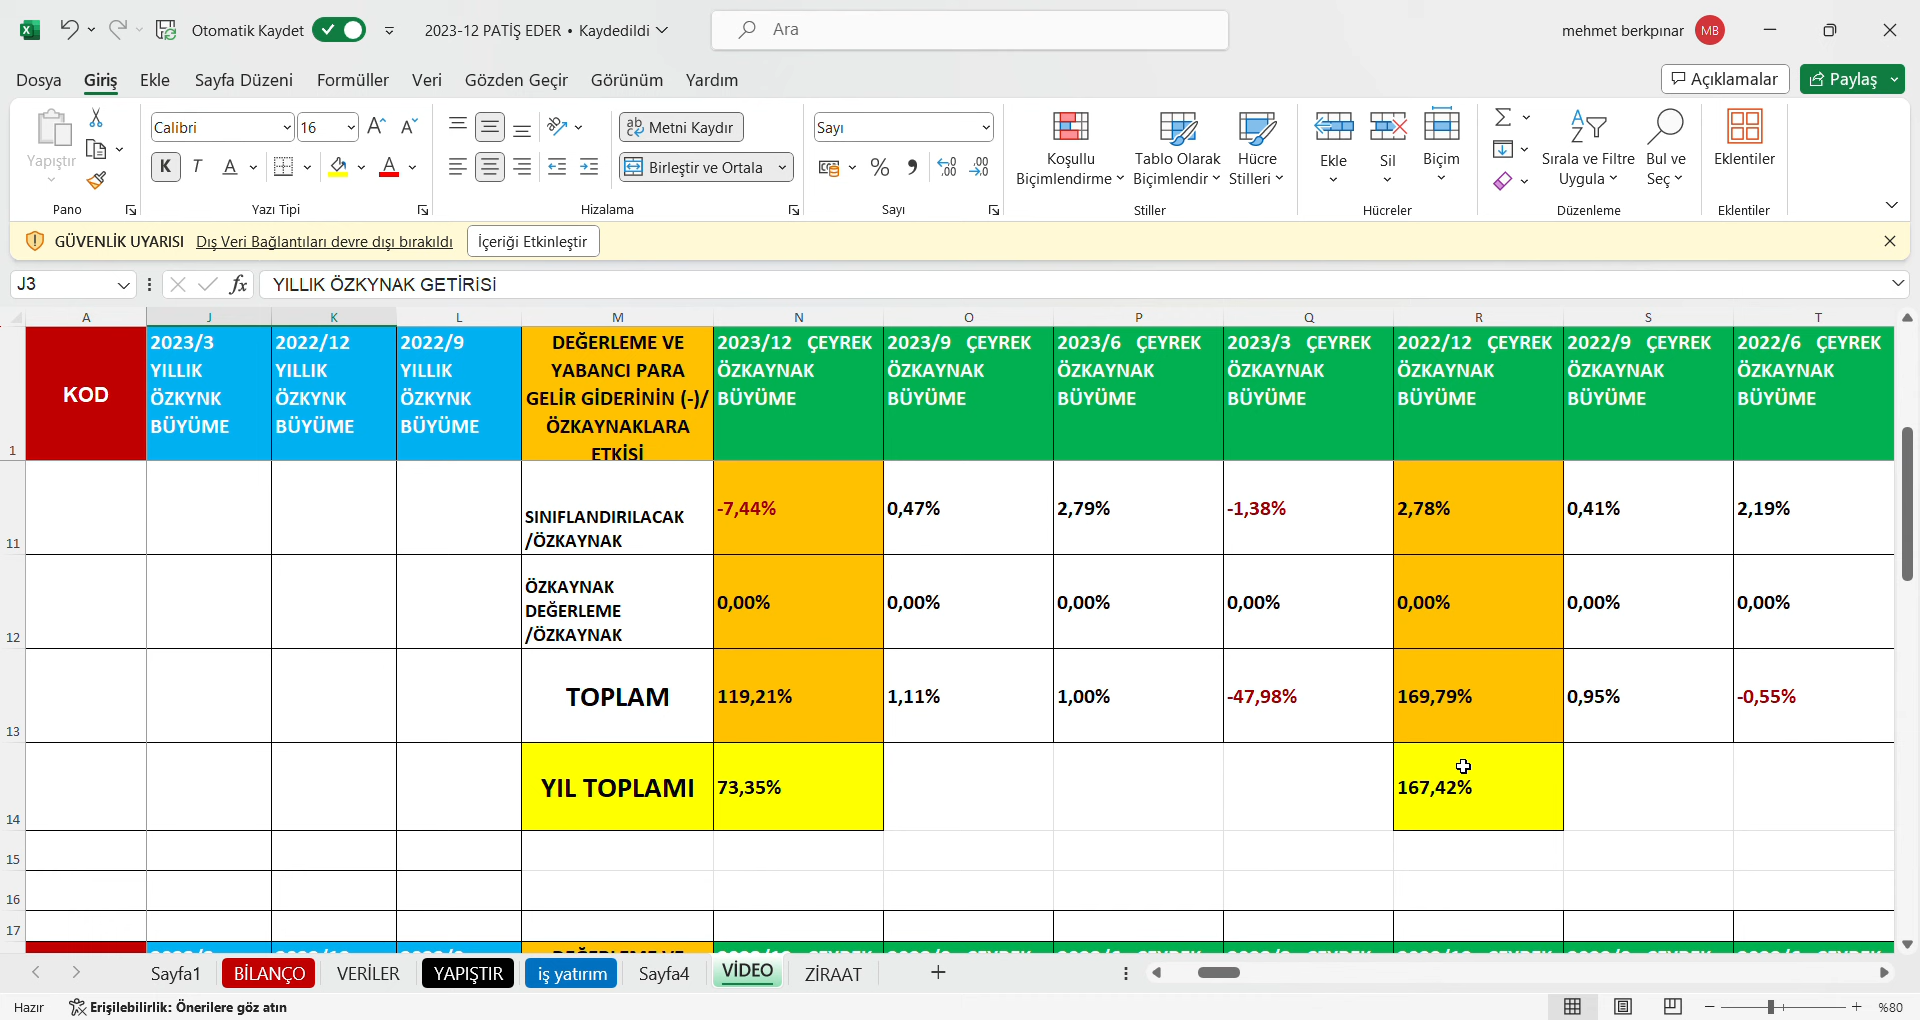 Otomatik Kaydet
2023-12 PATİŞ EDER • Kaydedildi
Ara
mehmet berkpınar
MB
Dosya Giriş Ekle Sayfa Düzeni Formüller Veri Gözden Geçir Görünüm Yardım
Açıklamalar
Paylaş
Yapıştır
Calibri
16
K T A A
Metni Kaydır
Birleştir ve Ortala
Sayı
Koşullu
Biçimlendirme
Tablo Olarak
Biçimlendir
Hücre
Stilleri
Ekle
Sil
Biçim
Sırala ve Filtre
Uygula
Bul ve
Seç
Eklentiler
Pano
Yazı Tipi
Hizalama
Sayı
Stiller
Hücreler
Düzenleme
Eklentiler
GÜVENLİK UYARISI Dış Veri Bağlantıları devre dışı bırakıldı İçeriği Etkinleştir
J3
fx
YILLIK ÖZKYNAK GETİRİSİ
A J K L M N O P Q R S T
1
KOD
2023/3
YILLIK
ÖZKYNK
BÜYÜME
2022/12
YILLIK
ÖZKYNK
BÜYÜME
2022/9
YILLIK
ÖZKYNK
BÜYÜME
DEĞERLEME VE
YABANCI PARA
GELİR GİDERİNİN (-)/
ÖZKAYNAKLARA
ETKİSİ
2023/12 ÇEYREK
ÖZKAYNAK
BÜYÜME
2023/9 ÇEYREK
ÖZKAYNAK
BÜYÜME
2023/6 ÇEYREK
ÖZKAYNAK
BÜYÜME
2023/3 ÇEYREK
ÖZKAYNAK
BÜYÜME
2022/12 ÇEYREK
ÖZKAYNAK
BÜYÜME
2022/9 ÇEYREK
ÖZKAYNAK
BÜYÜME
2022/6 ÇEYREK
ÖZKAYNAK
BÜYÜME
11
SINIFLANDIRILACAK
/ÖZKAYNAK
-7,44% 0,47% 2,79% -1,38% 2,78% 0,41% 2,19%
12
ÖZKAYNAK
DEĞERLEME
/ÖZKAYNAK
0,00% 0,00% 0,00% 0,00% 0,00% 0,00% 0,00%
13
TOPLAM 119,21% 1,11% 1,00% -47,98% 169,79% 0,95% -0,55%
14
YIL TOPLAMI 73,35% 167,42%
15
16
17
Sayfa1 BİLANÇO VERİLER YAPIŞTIR iş yatırım Sayfa4 VİDEO ZİRAAT
Hazır
Erişilebilirlik: Önerilere göz atın
%80